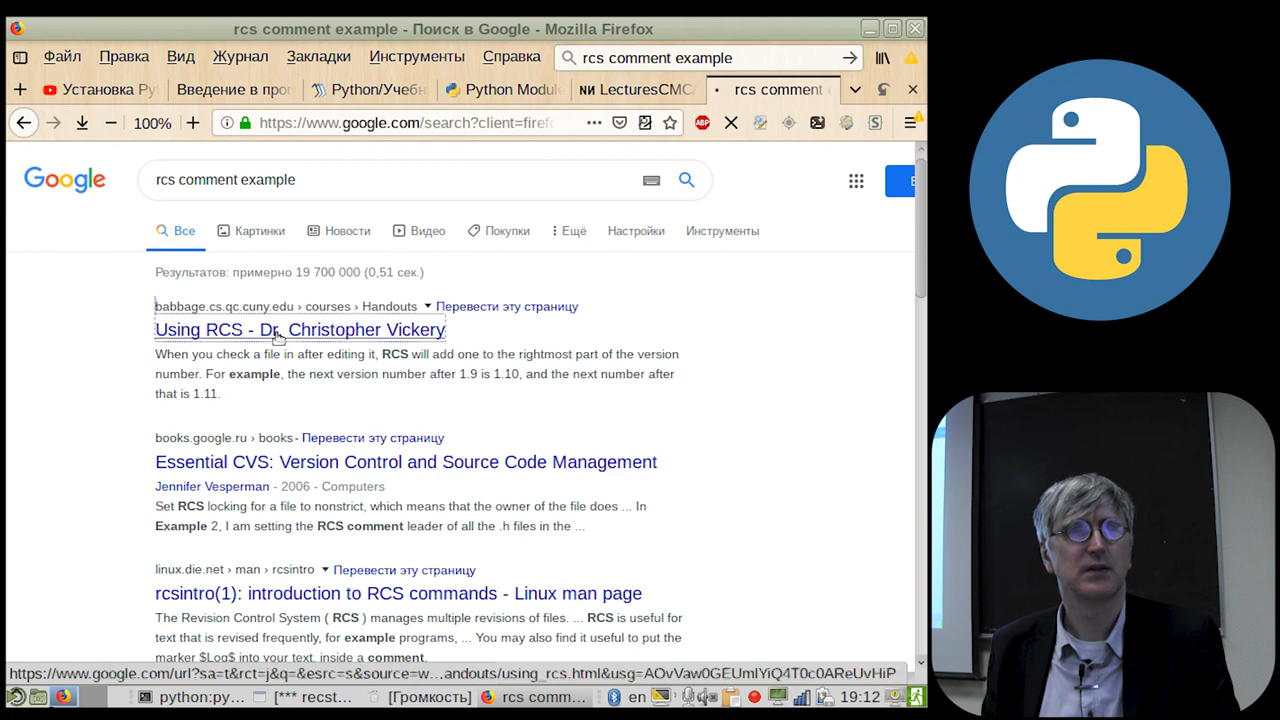 rcs comment example - Поиск в Google - Mozilla Firefox
Файл Правка Вид Журнал Закладки Инструменты Справка rcs comment example
Установка Py Введение в прог Python/Учебн Python Module LecturesCMC rcs comment e
100% https://www.google.com/search?client=firefo
Google rcs comment example
Все Картинки Новости Видео Покупки Ещё Настройки Инструменты
Результатов: примерно 19 700 000 (0,51 сек.)
babbage.cs.qc.cuny.edu › courses › Handouts Перевести эту страницу
Using RCS - Dr. Christopher Vickery
When you check a file in after editing it, RCS will add one to the rightmost part of the version
number. For example, the next version number after 1.9 is 1.10, and the next number after
that is 1.11.
books.google.ru › books - Перевести эту страницу
Essential CVS: Version Control and Source Code Management
Jennifer Vesperman - 2006 - Computers
Set RCS locking for a file to nonstrict, which means that the owner of the file does ... In
Example 2, I am setting the RCS comment leader of all the .h files in the ...
linux.die.net › man › rcsintro Перевести эту страницу
rcsintro(1): introduction to RCS commands - Linux man page
The Revision Control System ( RCS ) manages multiple revisions of files. ... RCS is useful for
text that is revised frequently, for example programs, ... You may also find it useful to put the
marker $Log$ into your text, inside a comment.
https://www.google.com/url?sa=t&rct=j&q=&esrc=s&source=w…andouts/using_rcs.html&usg=AOvVaw0GEUmIYiQ4T0c0AReUvHiP
python:py... [*** recst... [Громкость] rcs comm... en 19:12